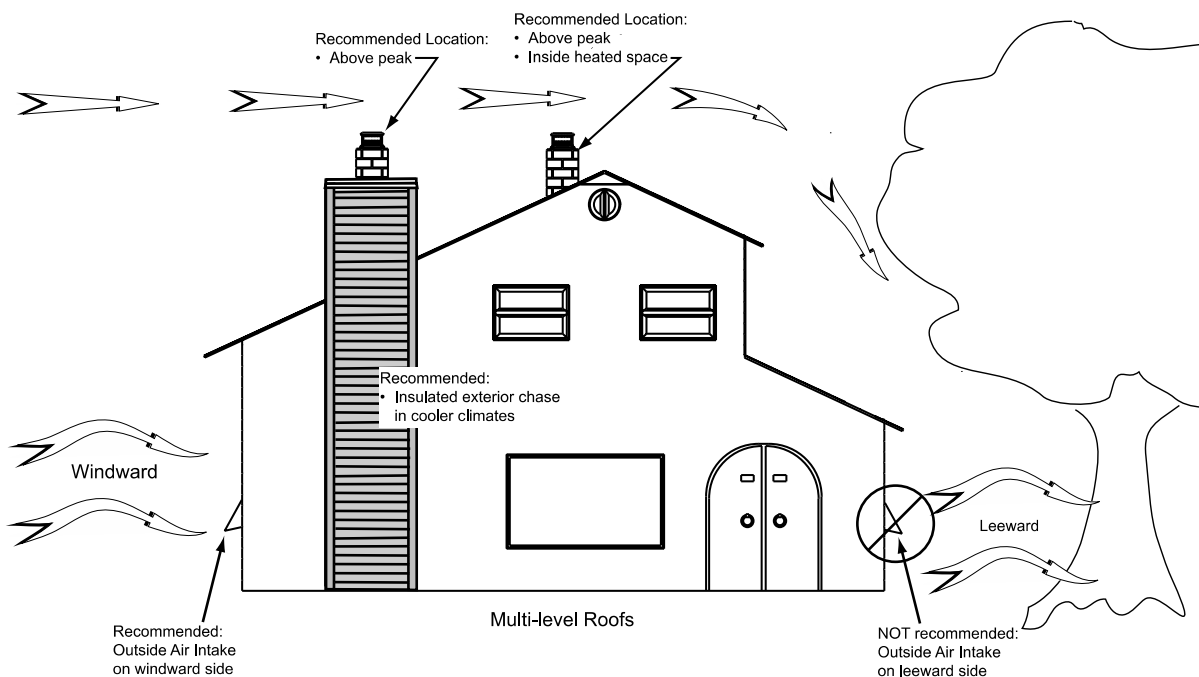 Recommended Location:
• Above peak
Recommended Location:
• Above peak
• Inside heated space
Recommended:
• Insulated exterior chase
in cooler climates
Windward
Leeward
Multi-level Roofs
Recommended:
Outside Air Intake
on windward side
NOT recommended:
Outside Air Intake
on leeward side